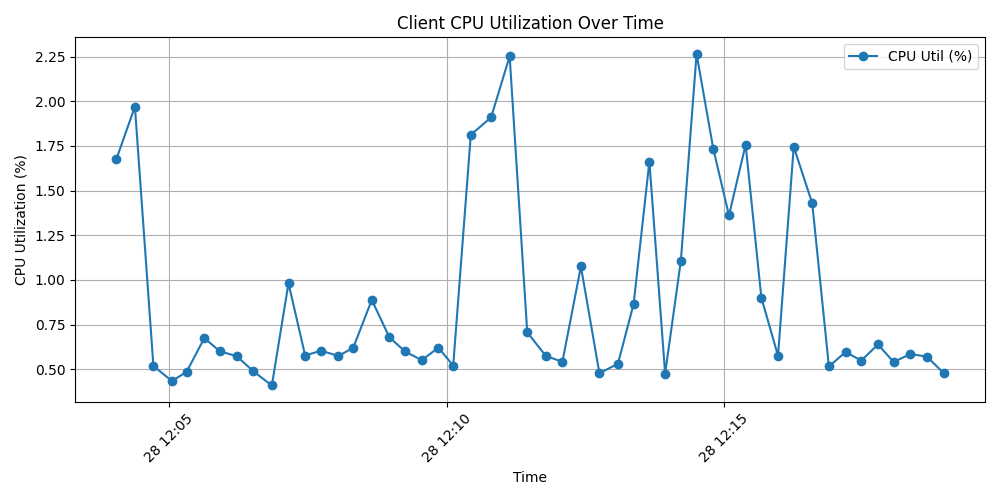 Client CPU Utilization Over Time
CPU Util (%)
CPU Utilization (%)
2.25
2.00
1.75
1.50
1.25
1.00
0.75
0.50
28 12:05
28 12:10
28 12:15
Time